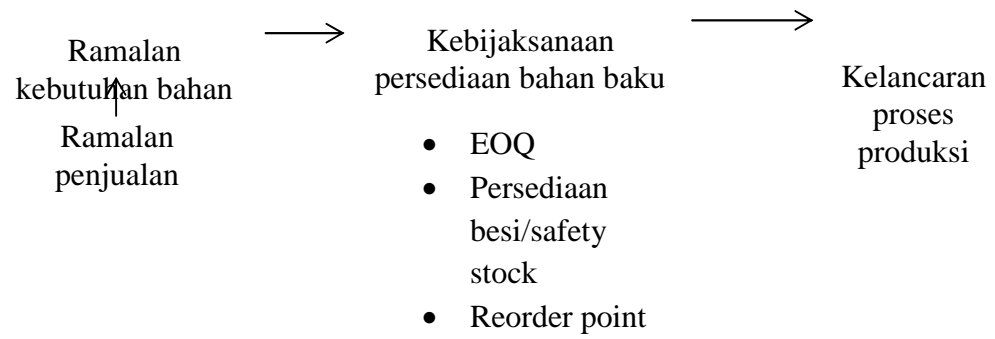 Ramalan
kebutuhan bahan
Ramalan
penjualan
Kebijaksanaan
persediaan bahan baku
• EOQ
• Persediaan
besi/safety
stock
• Reorder point
Kelancaran
proses
produksi